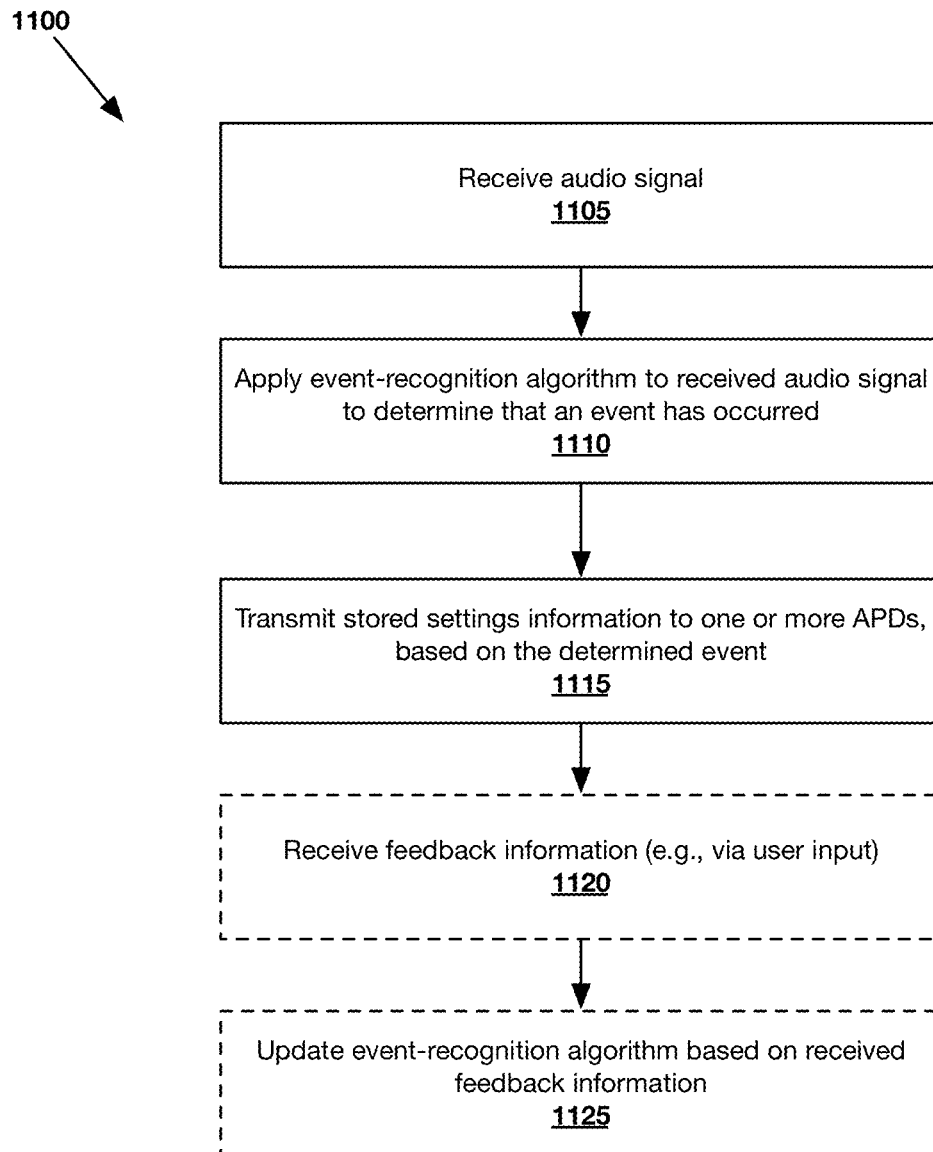 1100
Receive audio signal
1105
Apply event-recognition algorithm to received audio signal
to determine that an event has occurred
1110
Transmit stored settings information to one or more APDs,
based on the determined event
1115
Receive feedback information (e.g., via user input)
1120
Update event-recognition algorithm based on received
feedback information
1125